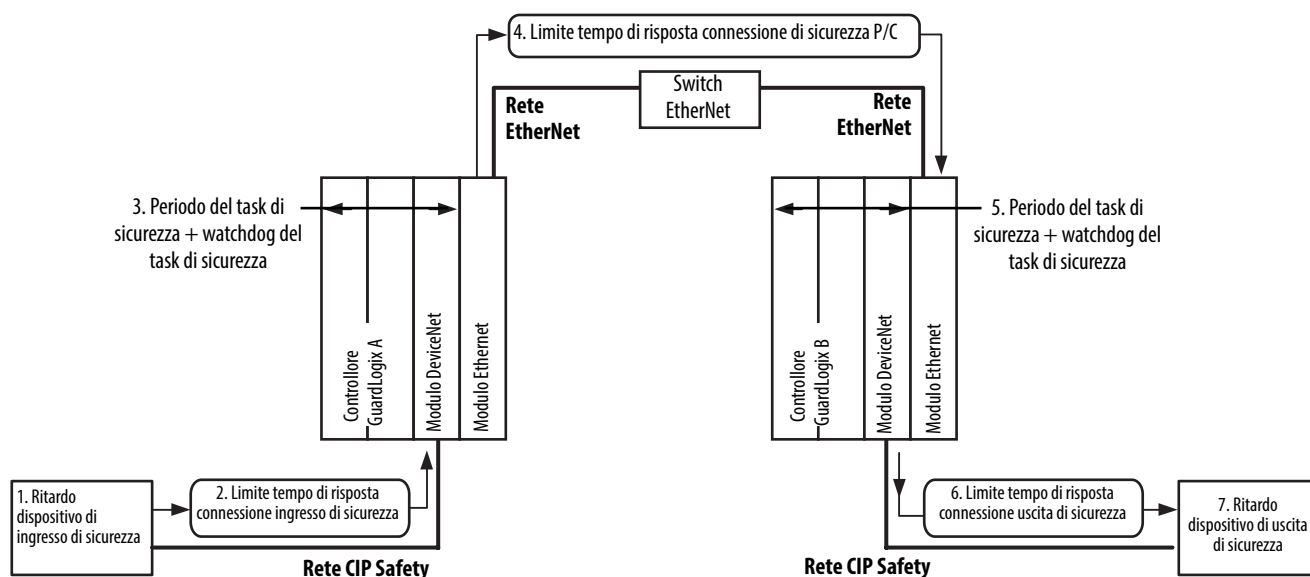 4. Limite tempo di risposta connessione di sicurezza P/C
Switch
EtherNet
Rete
EtherNet
Rete
EtherNet
3. Periodo del task di
sicurezza + watchdog del
task di sicurezza
5. Periodo del task di
sicurezza + watchdog del
task di sicurezza
Controllore
GuardLogix A
Modulo DeviceNet
Modulo Ethernet
Controllore
GuardLogix B
Modulo DeviceNet
Modulo Ethernet
1. Ritardo
dispositivo di
ingresso di sicurezza
2. Limite tempo di risposta
connessione ingresso di sicurezza
6. Limite tempo di risposta
connessione uscita di sicurezza
7. Ritardo
dispositivo di uscita
di sicurezza
Rete CIP Safety
Rete CIP Safety